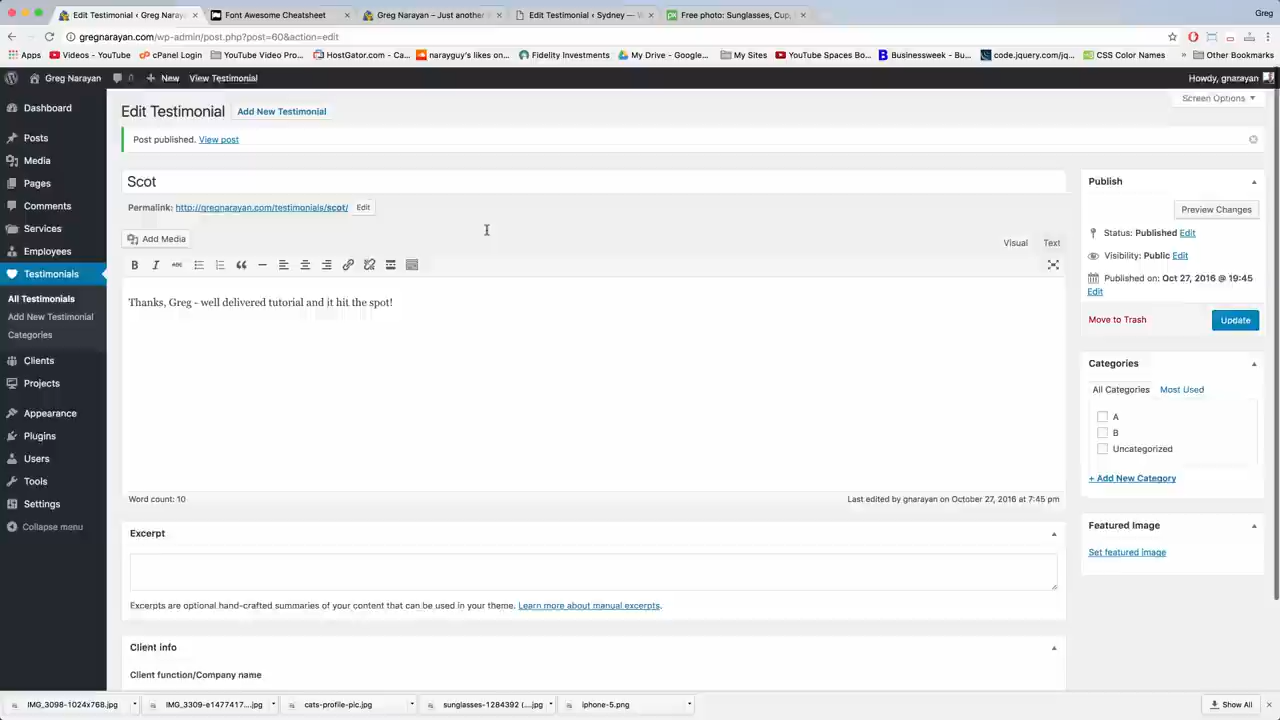 Edit Testimonial ‹ Greg Naray
Font Awesome Cheatsheet
Greg Narayan – Just another
Edit Testimonial ‹ Sydney — W
Free photo: Sunglasses, Cup,
Greg
gregnarayan.com/wp-admin/post.php?post=60&action=edit
Apps
Videos - YouTube
cPanel Login
YouTube Video Pro...
HostGator.com - Ca...
narayguy's likes on...
Fidelity Investments
My Drive - Google...
My Sites
YouTube Spaces Bo...
Businessweek - Bu...
code.jquery.com/jq...
CSS Color Names
Other Bookmarks
Greg Narayan
0
New
View Testimonial
Howdy, gnarayan
Dashboard
Posts
Media
Pages
Comments
Services
Employees
Testimonials
All Testimonials
Add New Testimonial
Categories
Clients
Projects
Appearance
Plugins
Users
Tools
Settings
Collapse menu
Screen Options
Edit Testimonial Add New Testimonial
Post published. View post
Scot
Permalink: http://gregnarayan.com/testimonials/scot/ Edit
Add Media
Visual Text
B I ABC
Thanks, Greg - well delivered tutorial and it hit the spot!
Word count: 10
Last edited by gnarayan on October 27, 2016 at 7:45 pm
Excerpt
Excerpts are optional hand-crafted summaries of your content that can be used in your theme. Learn more about manual excerpts.
Client info
Client function/Company name
Publish
Preview Changes
Status: Published Edit
Visibility: Public Edit
Published on: Oct 27, 2016 @ 19:45
Edit
Move to Trash
Update
Categories
All Categories Most Used
A
B
Uncategorized
+ Add New Category
Featured Image
Set featured image
IMG_3098-1024x768.jpg
IMG_3309-e1477417....jpg
cats-profile-pic.jpg
sunglasses-1284392 (....jpg
iphone-5.png
Show All